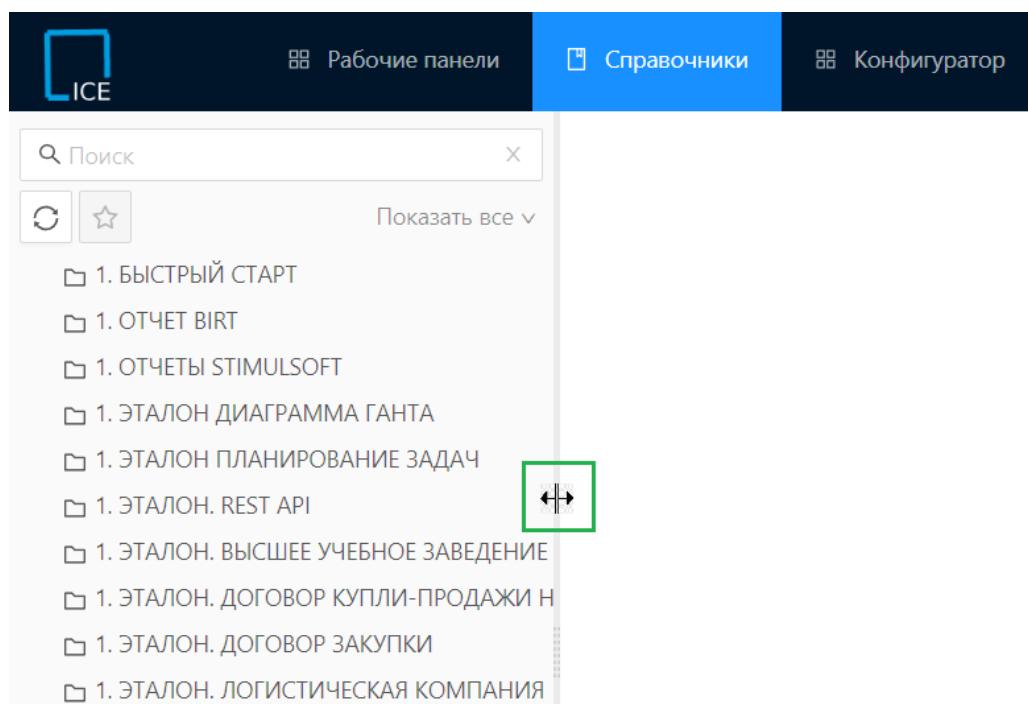 ICE
Рабочие панели
Справочники
Конфигуратор
Поиск
Показать все
1. БЫСТРЫЙ СТАРТ
1. ОТЧЕТ BIRT
1. ОТЧЕТЫ STIMULSOFT
1. ЭТАЛОН ДИАГРАММА ГАНТА
1. ЭТАЛОН ПЛАНИРОВАНИЕ ЗАДАЧ
1. ЭТАЛОН. REST API
1. ЭТАЛОН. ВЫСШЕЕ УЧЕБНОЕ ЗАВЕДЕНИЕ
1. ЭТАЛОН. ДОГОВОР КУПЛИ-ПРОДАЖИ Н
1. ЭТАЛОН. ДОГОВОР ЗАКУПКИ
1. ЭТАЛОН. ЛОГИСТИЧЕСКАЯ КОМПАНИЯ